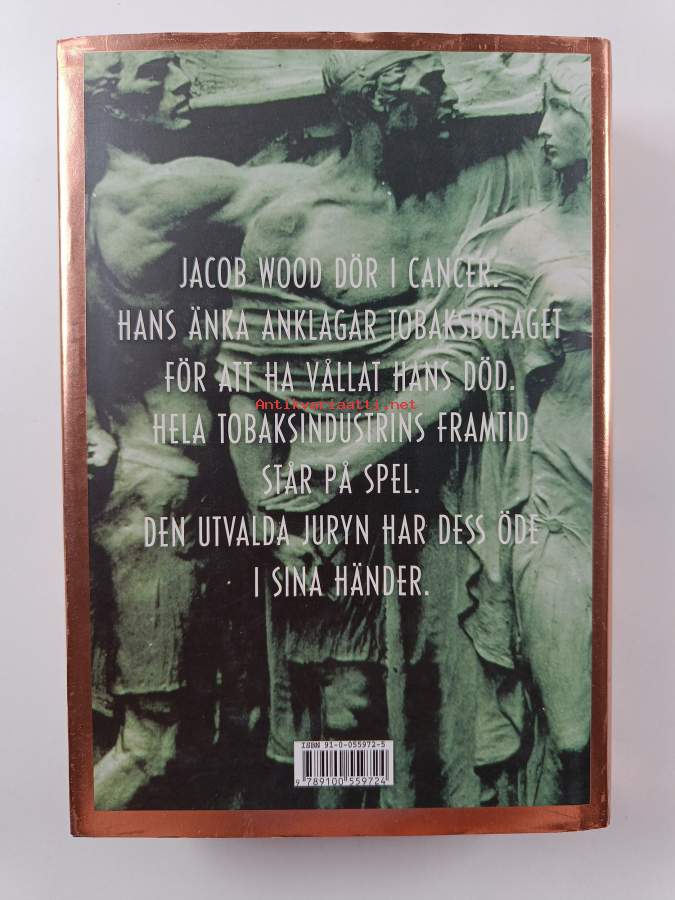 JACOB WOOD DÖR I CANCER.
HANS ÄNKA ANKLAGAR TOBAKSBOLAGET
FÖR ATT HA VÅLLAT HANS DÖD.
Antikvariaatti.net
HELA TOBAKSINDUSTRINS FRAMTID
STÅR PÅ SPEL.
DEN UTVALDA JURYN HAR DESS ÖDE
I SINA HÄNDER.
ISBN 91-0-055972-5
9 789100 559724